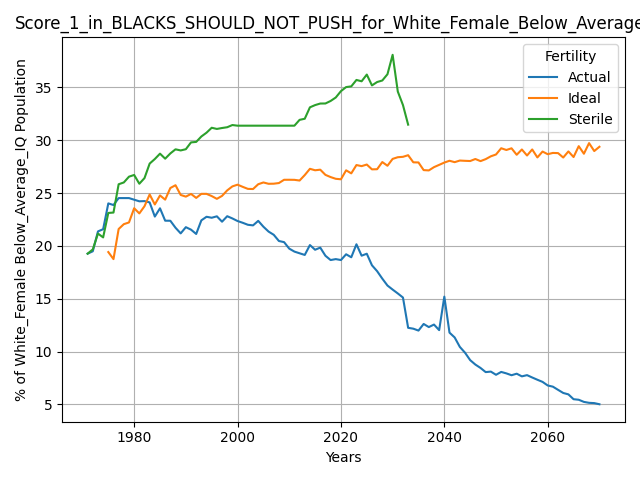 Score_1_in_BLACKS_SHOULD_NOT_PUSH_for_White_Female_Below_Average
% of White_Female Below_Average_IQ Population
35
30
25
20
15
10
5
1980
2000
2020
2040
2060
Years
Fertility
Actual
Ideal
Sterile